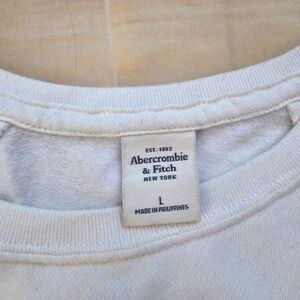 EST. 1892
Abercrombie
& Fitch
NEW YORK
L
MADE IN PHILIPPINES